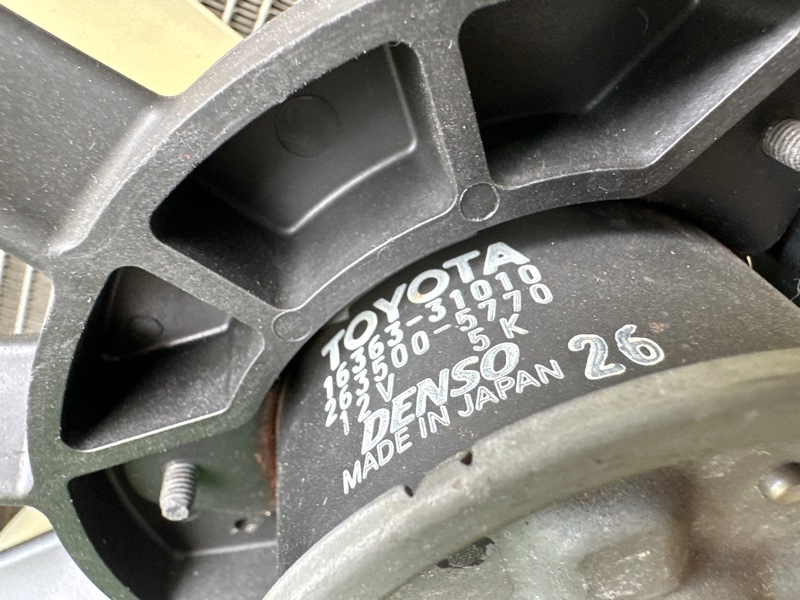 TOYOTA
16363-31010
263500-5770
12V 5K
DENSO
MADE IN JAPAN 26